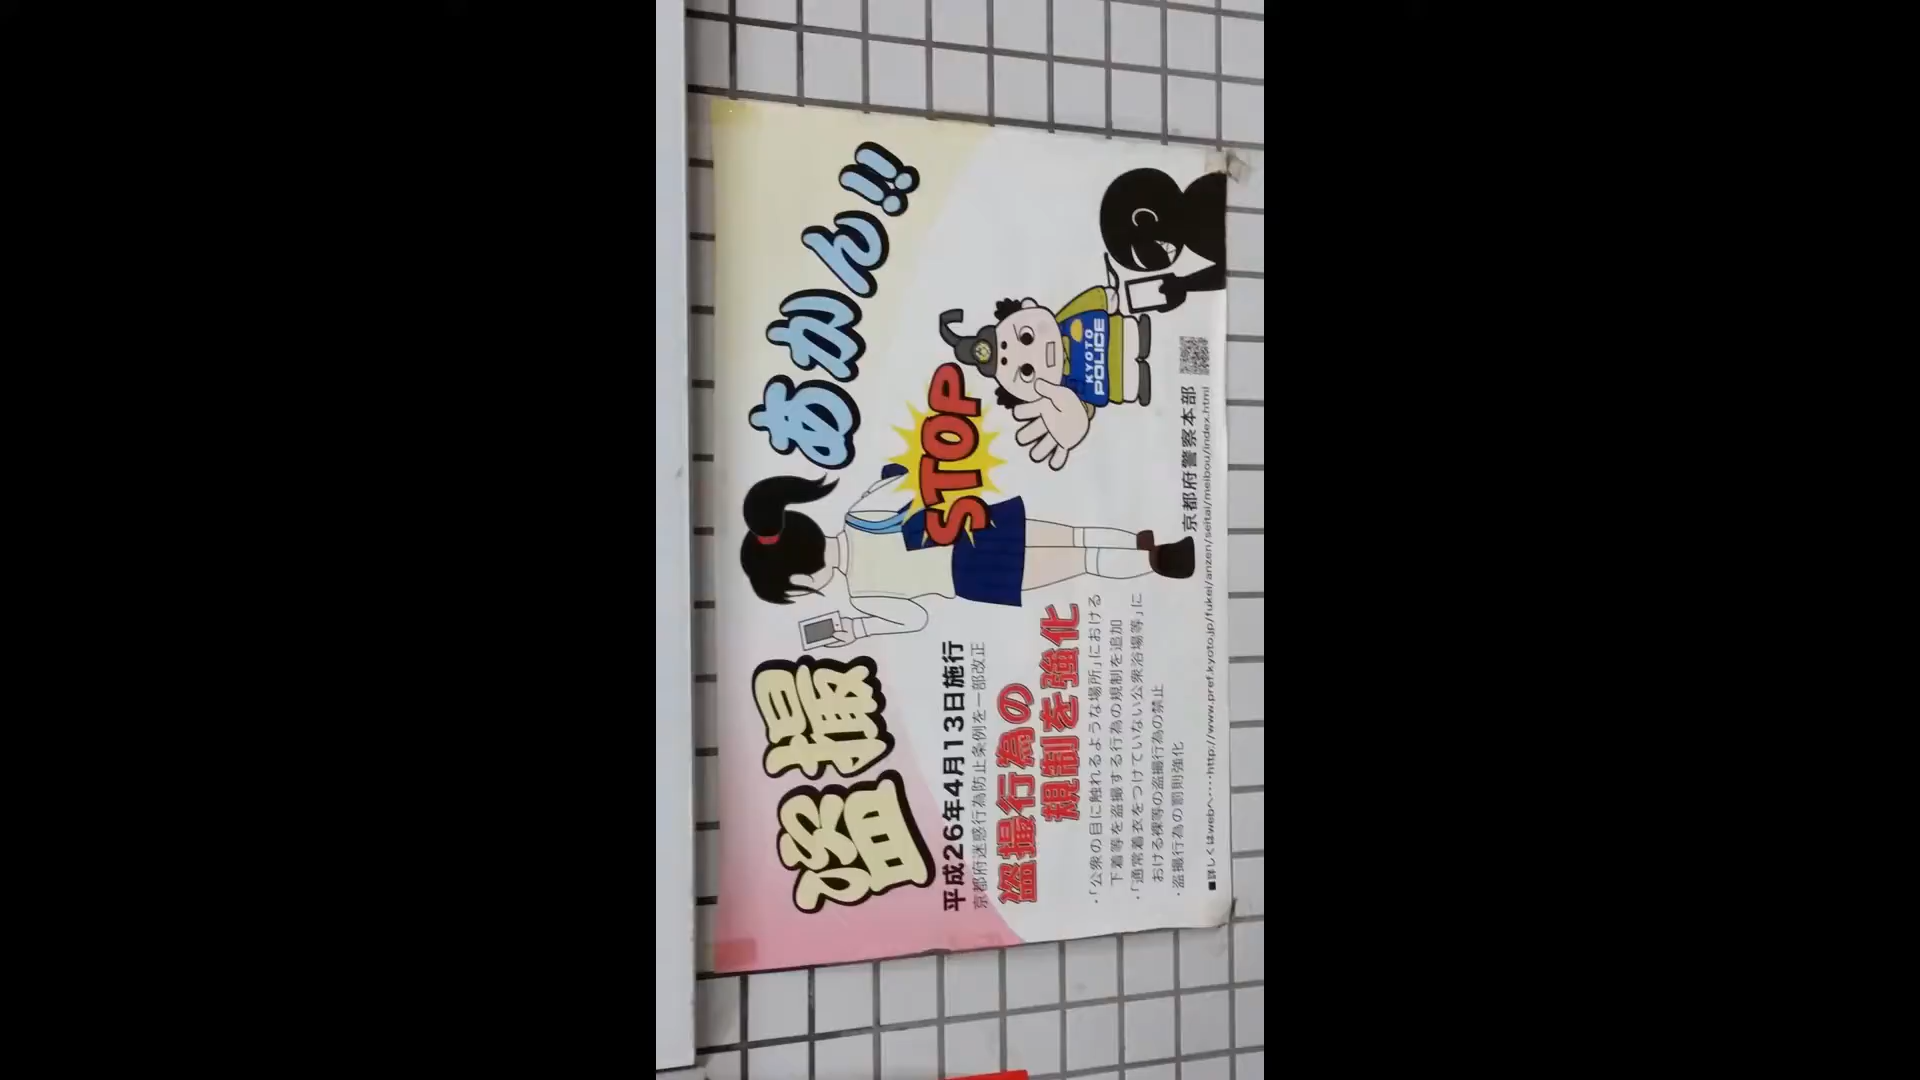 盗撮 あかん!!
STOP
平成26年4月13日施行
京都府迷惑行為防止条例を一部改正
盗撮行為の
規制を強化
・「公衆の目に触れるような場所」における
下着等を盗撮する行為の規制を追加
・「通常着衣をつけていない公衆浴場等」に
おける裸等の盗撮行為の禁止
・盗撮行為の罰則強化
KYOTO
POLICE
京都府警察本部
■詳しくはwebへ・・・・http://www.pref.kyoto.jp/fukei/anzen/seitai/meibou/index.html